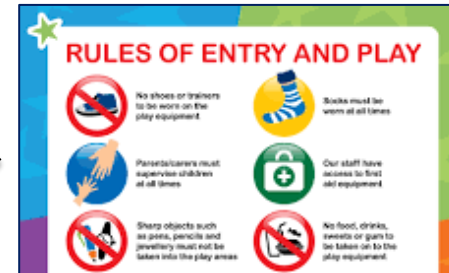 RULES OF ENTRY AND PLAY
No shoes or trainers
to be worn on the
play equipment
Socks must be
worn at all times
Parents/carers must
supervise children
at all times
Our staff have
access to first
aid equipment
Sharp objects such
as pens, pencils and
jewellery must not be
taken into the play areas
No food, drinks,
sweets or gum to
be taken on to the
play equipment